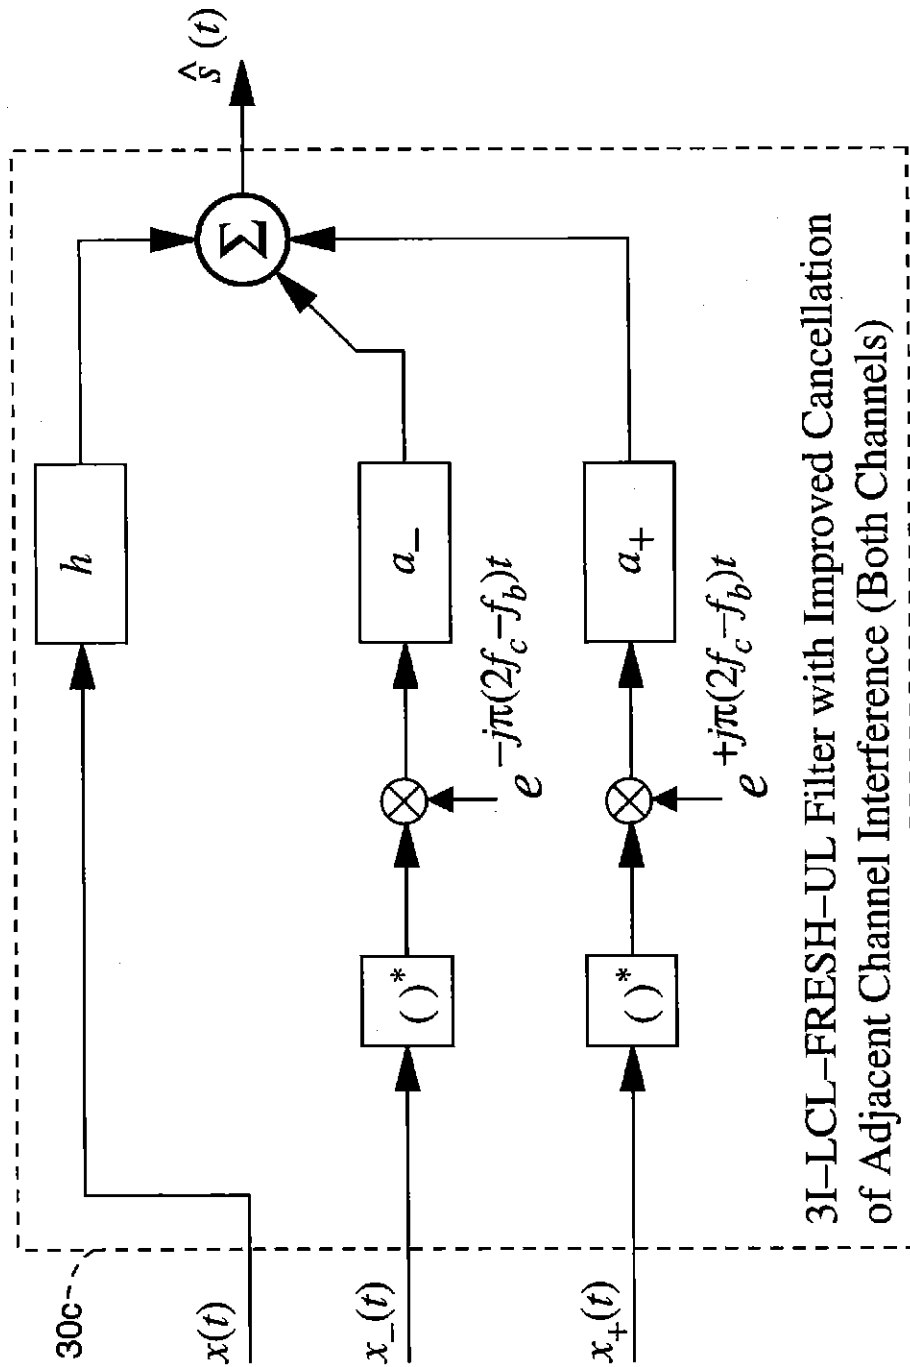 30c
x(t)
h
Σ
ŝ(t)
x₋(t)
()*
⊗
e^{-jπ(2f_c-f_b)t}
a₋
x₊(t)
()*
⊗
e^{+jπ(2f_c-f_b)t}
a₊
3I–LCL–FRESH–UL Filter with Improved Cancellation
of Adjacent Channel Interference (Both Channels)